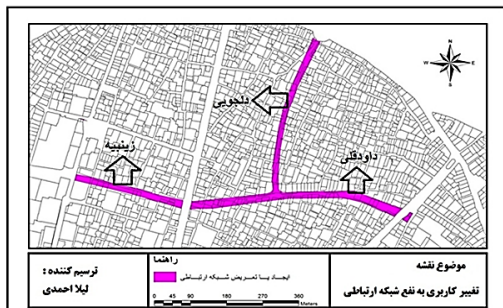 N
W
E
S
دلجویی
زینبیه
داودقلی
موضوع نقشه
تغییر کاربری به نفع شبکه ارتباطی
راهنما
ایجاد یا تعریض شبکه ارتباطی
0 45 90 180 270 360
Meters
ترسیم کننده :
لیلا احمدی